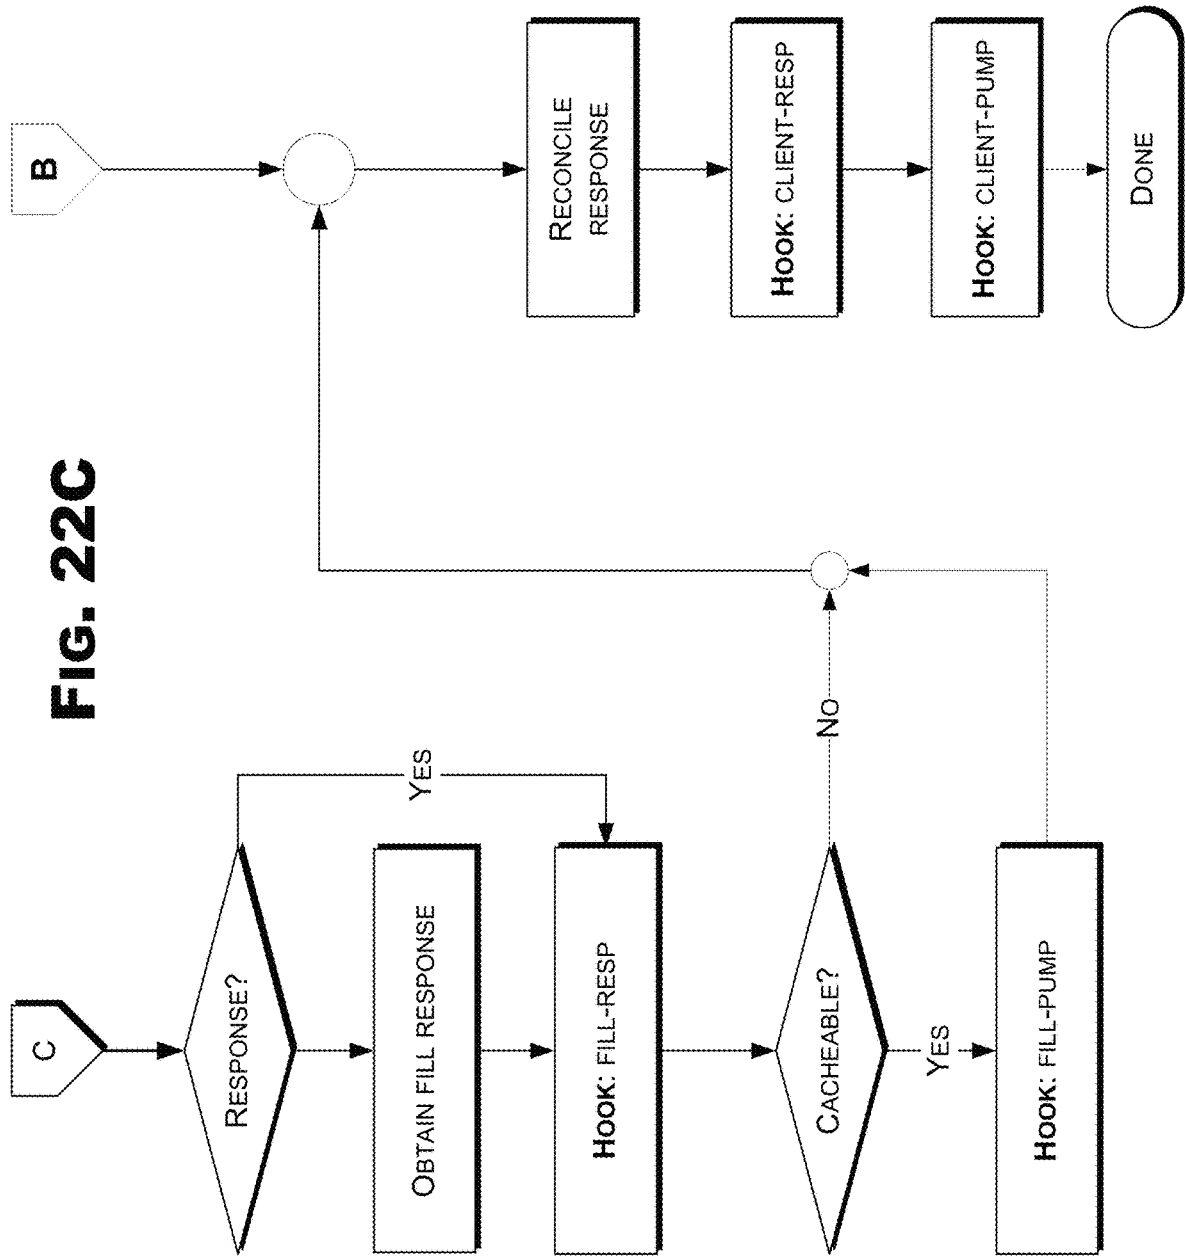 FIG. 22C
C
RESPONSE?
YES
OBTAIN FILL RESPONSE
HOOK: FILL-RESP
CACHEABLE?
NO
YES
HOOK: FILL-PUMP
B
RECONCILE
RESPONSE
HOOK: CLIENT-RESP
HOOK: CLIENT-PUMP
DONE